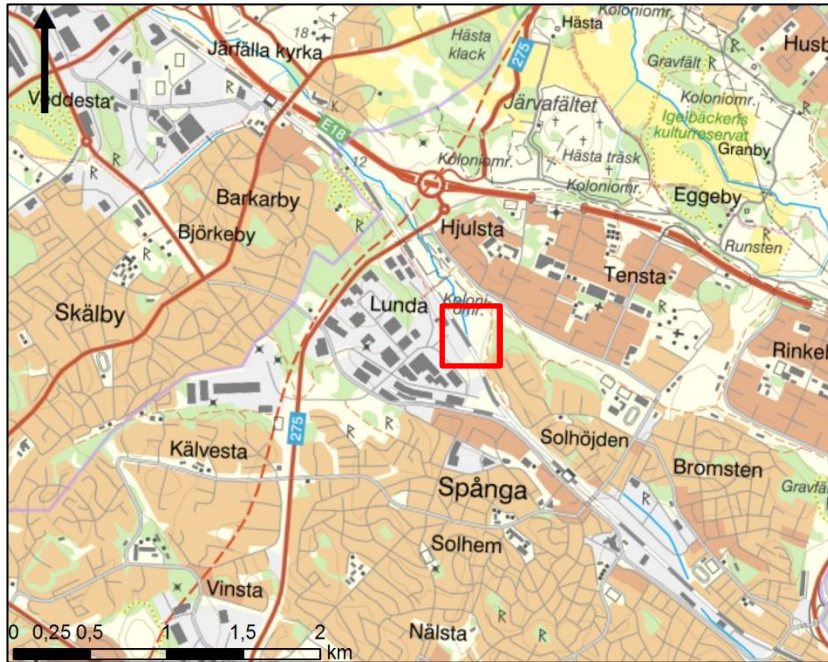 18
Hästa
Husb
Järfälla kyrka
Hästa
klack
275
Koloniomr.
Gravfält
Veddesta
Järvafältet
Koloniomr.
Igelbäckens
kulturreservat
E18
Koloniomr.
Hästa träsk
Granby
12
Barkarby
Koloniomr.
Eggeby
Björkeby
Hjulsta
Runsten
Tensta
Skälby
Lunda
Koloni-
omr.
Rinkeb
275
Kälvesta
Solhöjden
Bromsten
Spånga
Gravfält
Solhem
Vinsta
Nälsta
0 0,25 0,5 1 1,5 2
km